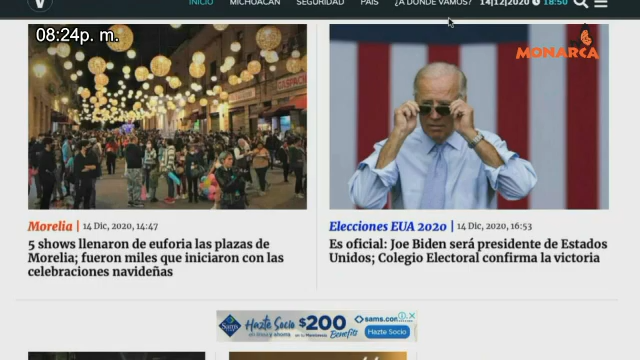 INICIO MICHOACÁN SEGURIDAD PAÍS ¿A DÓNDE VAMOS? 14/12/2020 18:50
08:24p. m.
MONARCA
Morelia | 14 Dic, 2020, 14:47
5 shows llenaron de euforia las plazas de
Morelia; fueron miles que iniciaron con las
celebraciones navideñas
Elecciones EUA 2020 | 14 Dic, 2020, 16:53
Es oficial: Joe Biden será presidente de Estados
Unidos; Colegio Electoral confirma la victoria
Sam's
Hazte Socio
$200
Benefits
sams.com
Hazte Socio